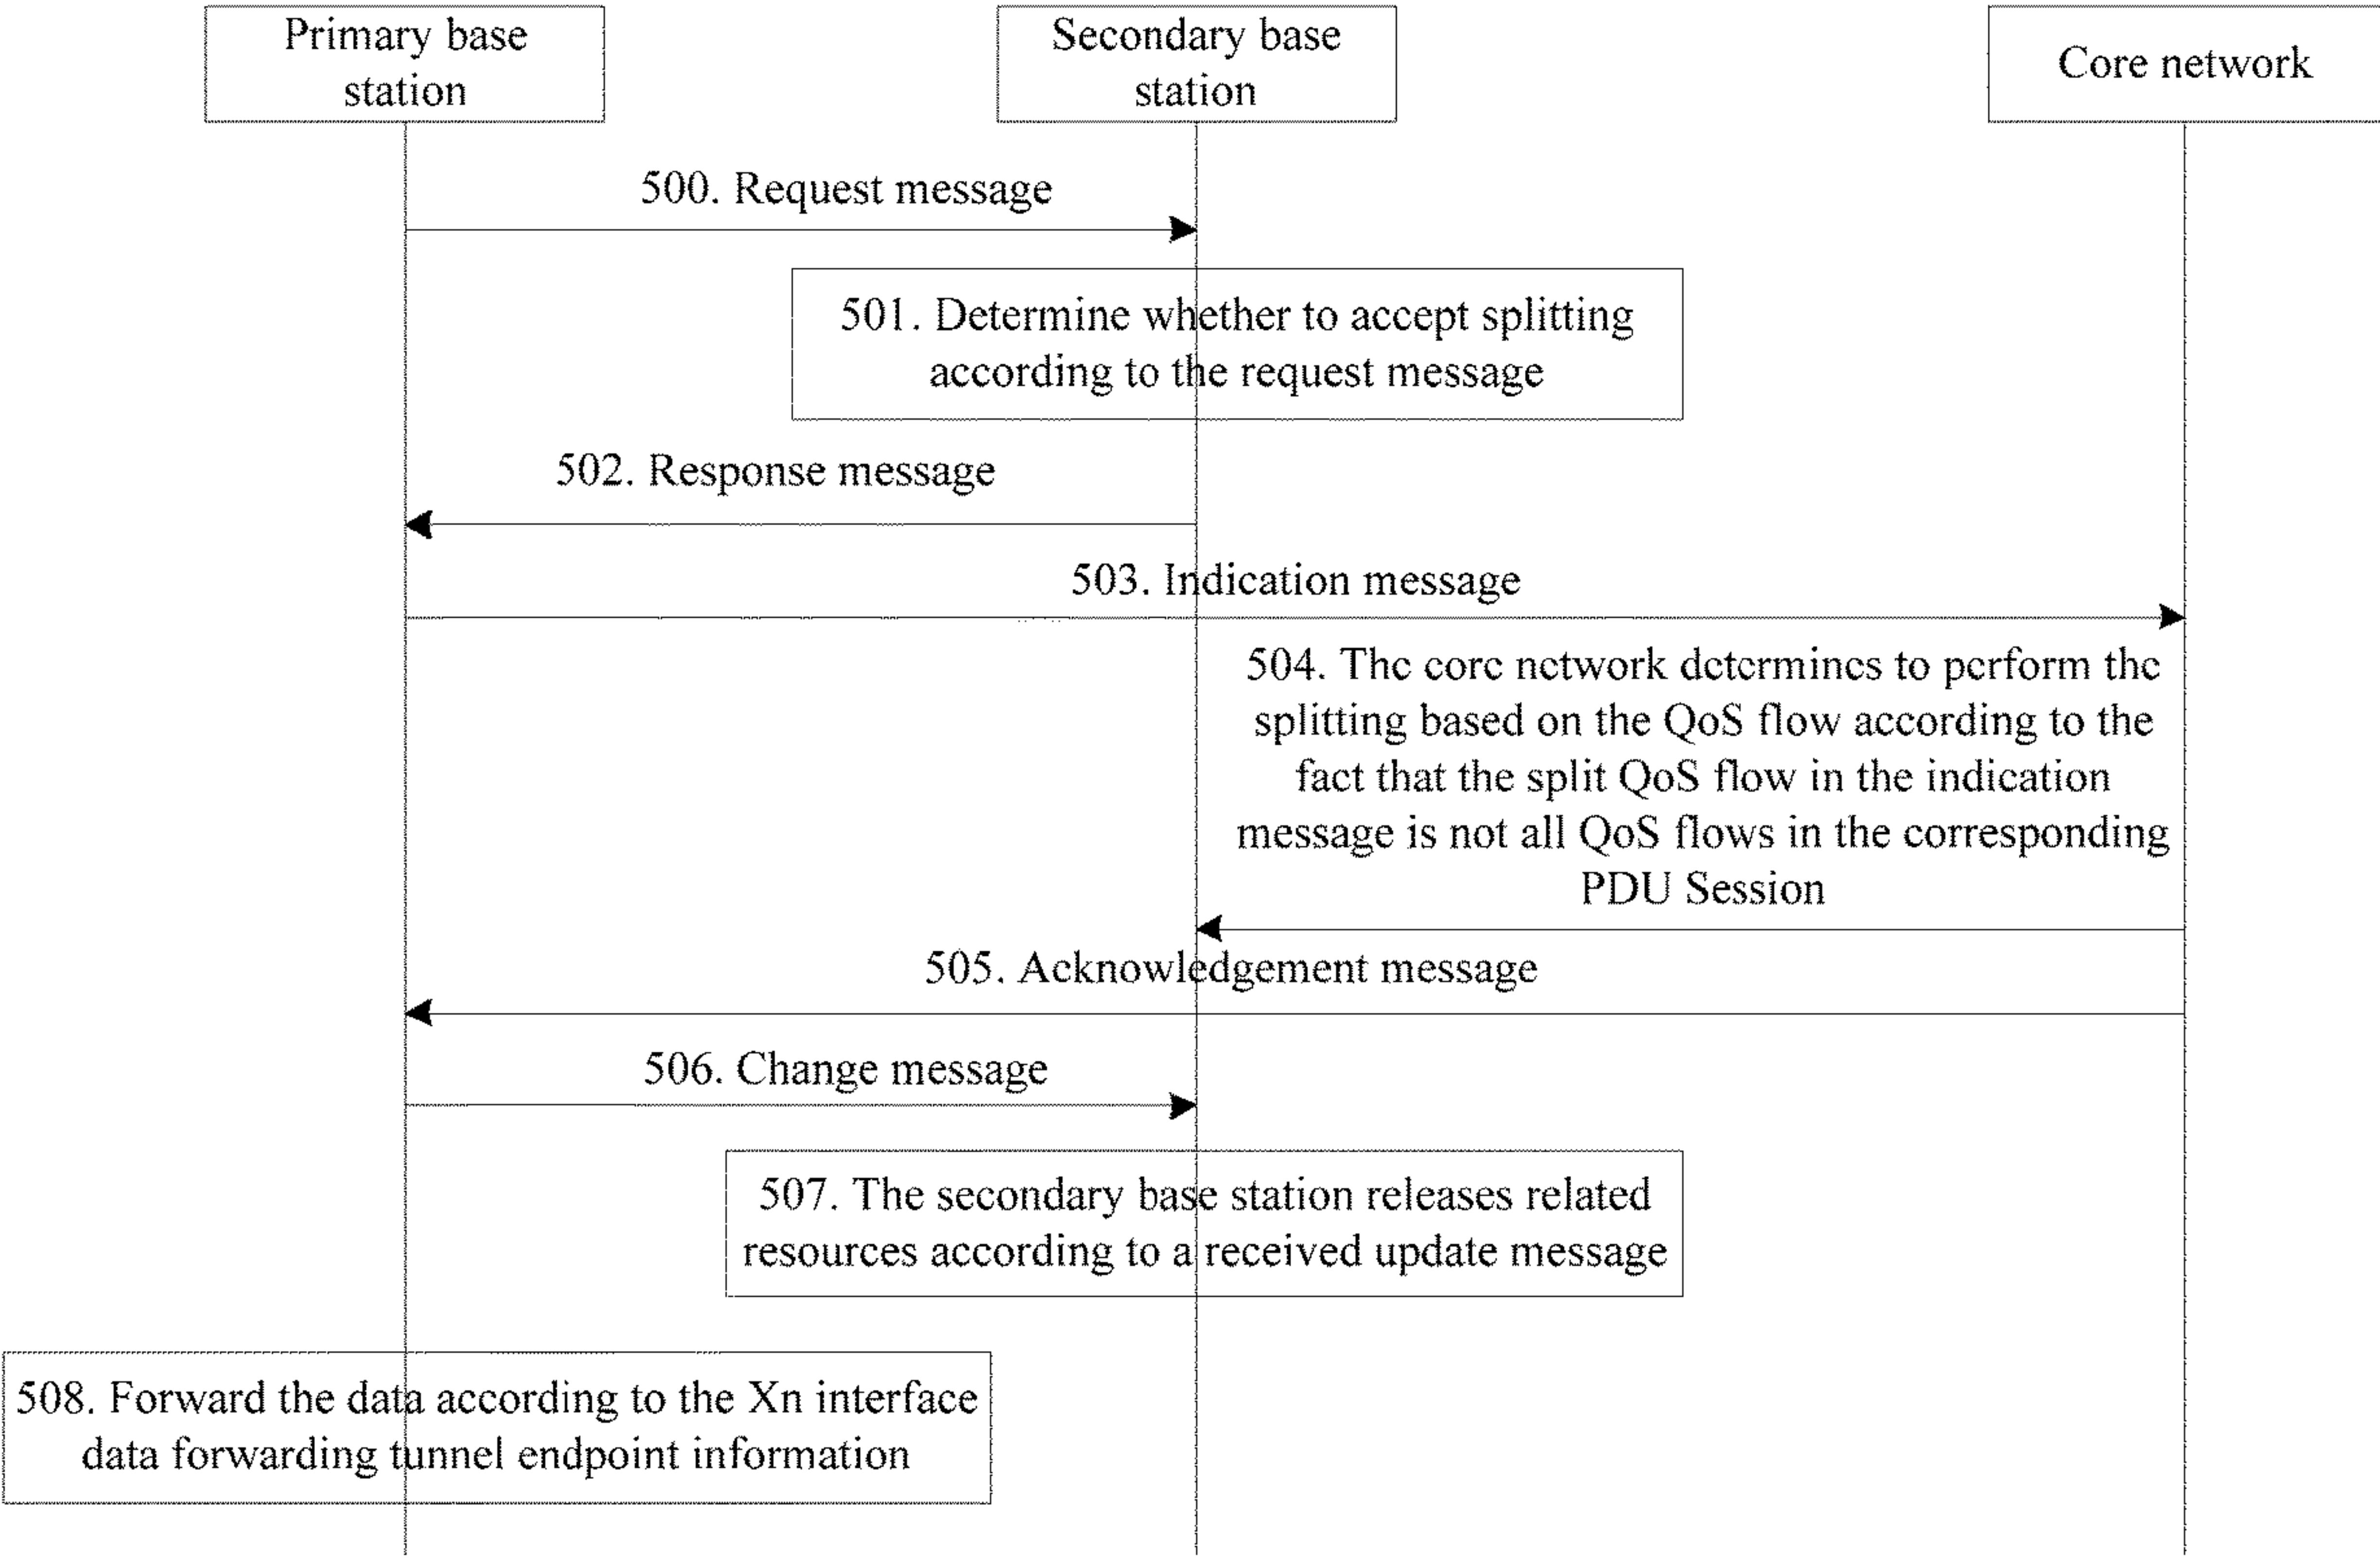 Primary base
station
Secondary base
station
Core network
500. Request message
501. Determine whether to accept splitting
according to the request message
502. Response message
503. Indication message
504. The core network determines to perform the
splitting based on the QoS flow according to the
fact that the split QoS flow in the indication
message is not all QoS flows in the corresponding
PDU Session
505. Acknowledgement message
506. Change message
507. The secondary base station releases related
resources according to a received update message
508. Forward the data according to the Xn interface
data forwarding tunnel endpoint information